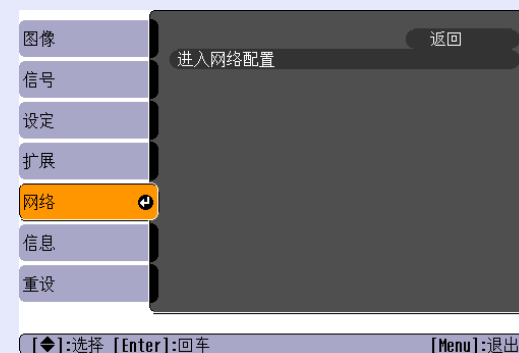 图像
返回
进入网络配置
信号
设定
扩展
网络
信息
重设
[◆]:选择 [Enter]:回车 [Menu]:退出